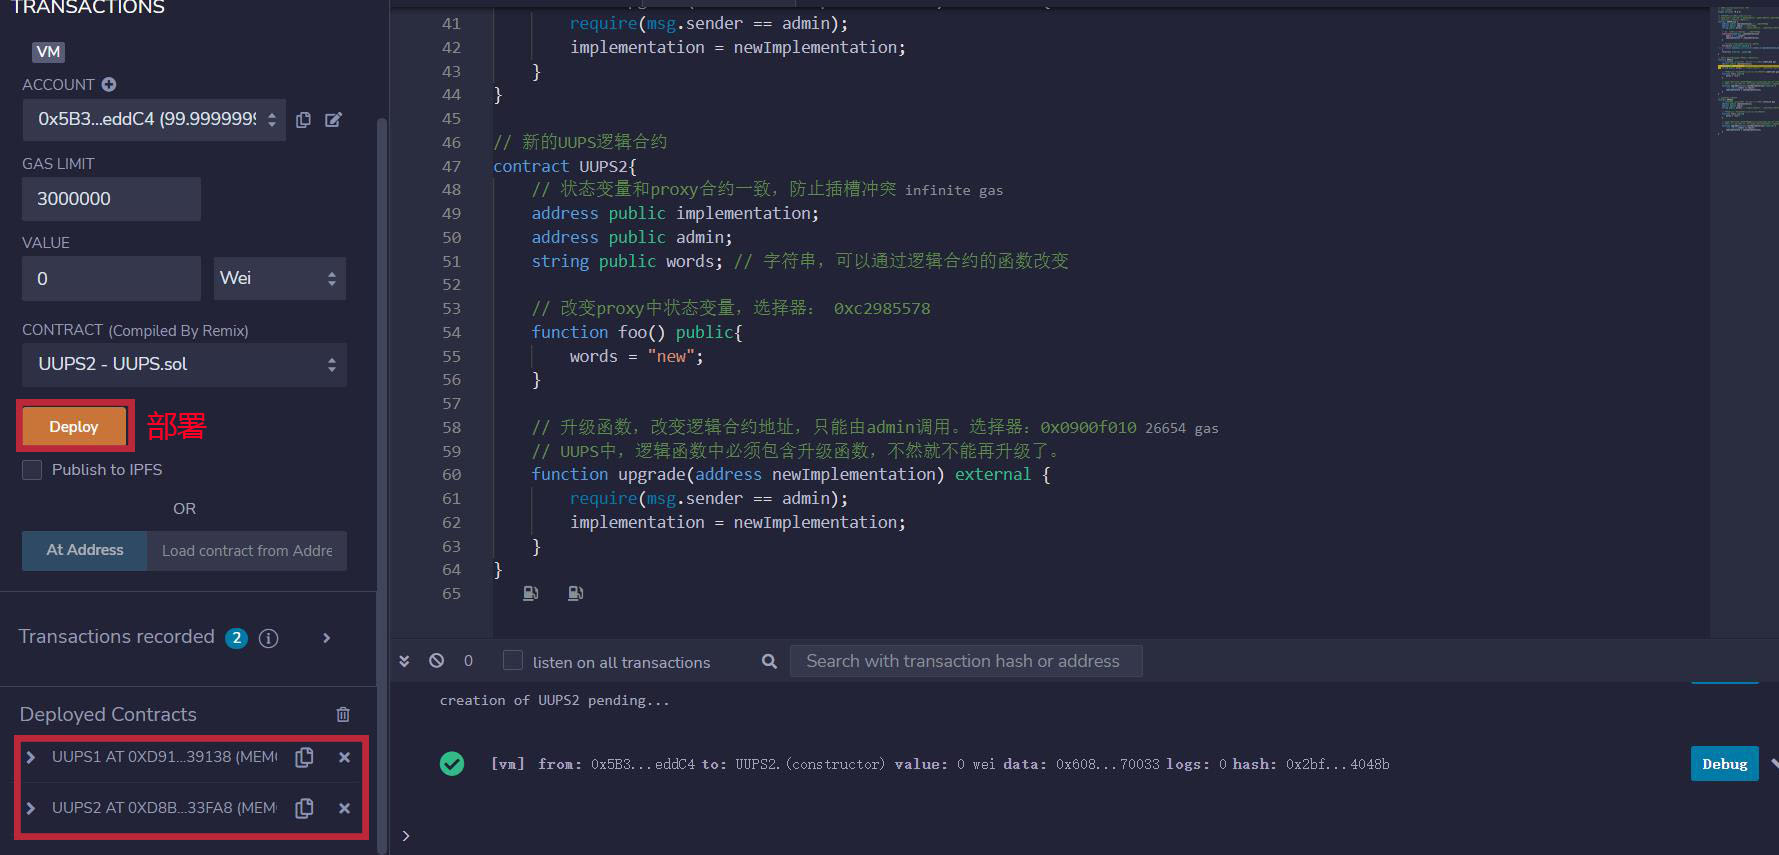 TRANSACTIONS
VM
ACCOUNT
0x5B3...eddC4 (99.9999999
GAS LIMIT
3000000
VALUE
0
Wei
CONTRACT (Compiled By Remix)
UUPS2 - UUPS.sol
Deploy
部署
Publish to IPFS
OR
At Address
Load contract from Addre
Transactions recorded 2 i
Deployed Contracts
UUPS1 AT 0XD91...39138 (MEM
UUPS2 AT 0XD8B...33FA8 (MEM
41 require(msg.sender == admin);
42 implementation = newImplementation;
43 }
44 }
45
46 // 新的UUPS逻辑合约
47 contract UUPS2{
48 // 状态变量和proxy合约一致，防止插槽冲突 infinite gas
49 address public implementation;
50 address public admin;
51 string public words; // 字符串，可以通过逻辑合约的函数改变
52
53 // 改变proxy中状态变量，选择器： 0xc2985578
54 function foo() public{
55 words = "new";
56 }
57
58 // 升级函数，改变逻辑合约地址，只能由admin调用。选择器：0x0900f010 26654 gas
59 // UUPS中，逻辑函数中必须包含升级函数，不然就不能再升级了。
60 function upgrade(address newImplementation) external {
61 require(msg.sender == admin);
62 implementation = newImplementation;
63 }
64 }
65
0
listen on all transactions
Search with transaction hash or address
creation of UUPS2 pending...
[vm] from: 0x5B3...eddC4 to: UUPS2.(constructor) value: 0 wei data: 0x608...70033 logs: 0 hash: 0x2bf...4048b
Debug
>